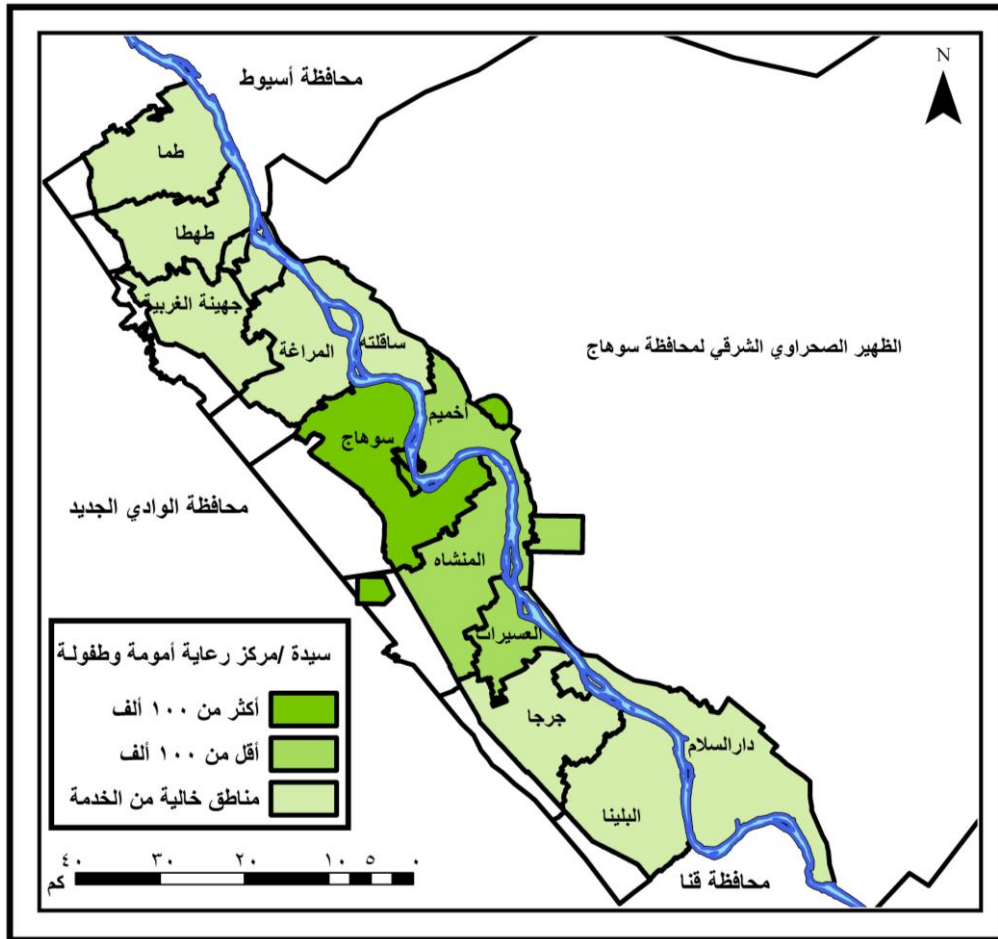 محافظة أسيوط
N
طما
طهطا
جهينة الغربية
المراغة
ساقلته
الظهير الصحراوي الشرقي لمحافظة سوهاج
أخميم
سوهاج
محافظة الوادي الجديد
المنشاه
العسيرات
جرجا
دارالسلام
البلينا
محافظة قنا
سيدة /مركز رعاية أمومة وطفولة
أكثر من ١٠٠ ألف
أقل من ١٠٠ ألف
مناطق خالية من الخدمة
٤٠ ٣٠ ٢٠ ١٠ ٥ ٠
كم